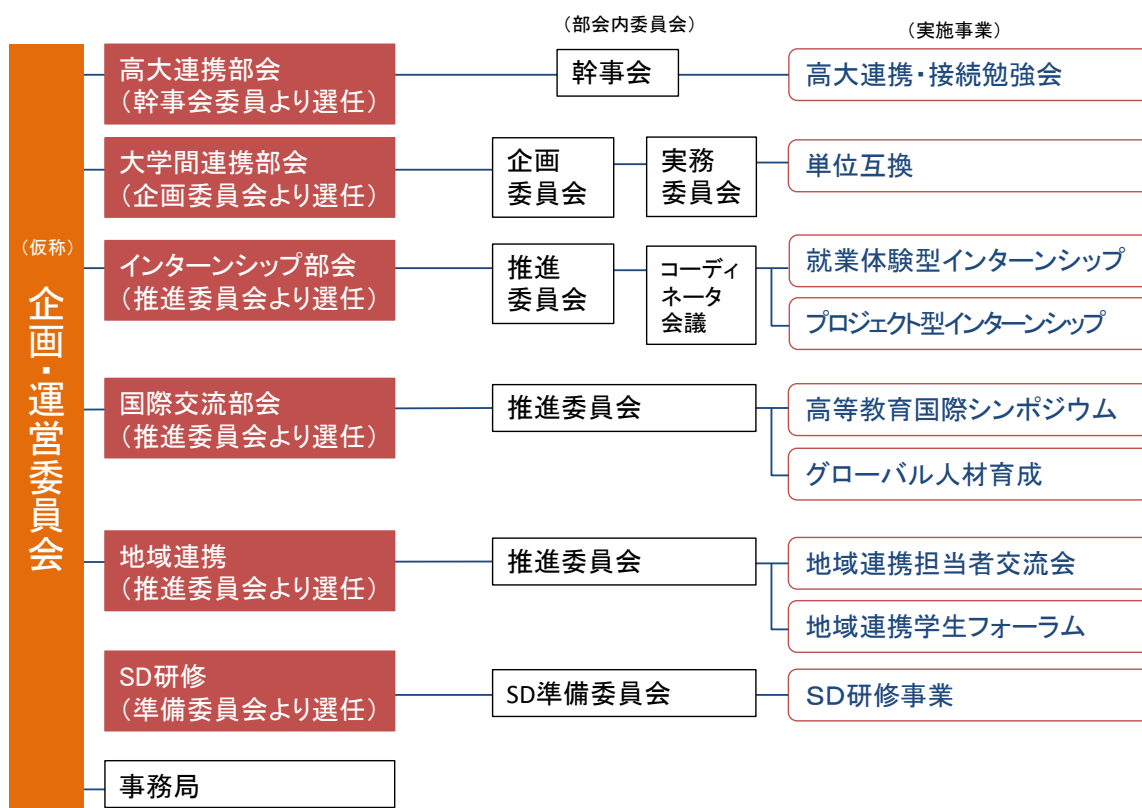 （部会内委員会）
（実施事業）
（仮称）
企画・運営委員会
高大連携部会
（幹事会委員より選任）
幹事会
高大連携・接続勉強会
大学間連携部会
（企画委員会より選任）
企画
委員会
実務
委員会
単位互換
インターンシップ部会
（推進委員会より選任）
推進
委員会
コーディ
ネータ
会議
就業体験型インターンシップ
プロジェクト型インターンシップ
国際交流部会
（推進委員会より選任）
推進委員会
高等教育国際シンポジウム
グローバル人材育成
地域連携
（推進委員会より選任）
推進委員会
地域連携担当者交流会
地域連携学生フォーラム
SD研修
（準備委員会より選任）
SD準備委員会
SD研修事業
事務局